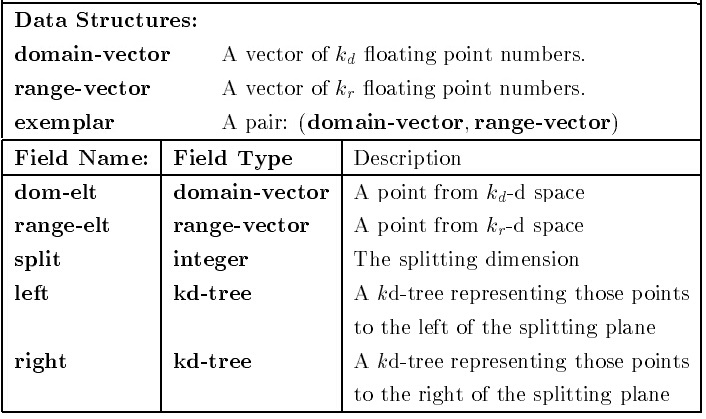 Data Structures:
domain-vector A vector of k_d floating point numbers.
range-vector A vector of k_r floating point numbers.
exemplar A pair: (domain-vector, range-vector)
Field Name: Field Type Description
dom-elt domain-vector A point from k_d-d space
range-elt range-vector A point from k_r-d space
split integer The splitting dimension
left kd-tree A kd-tree representing those points
to the left of the splitting plane
right kd-tree A kd-tree representing those points
to the right of the splitting plane